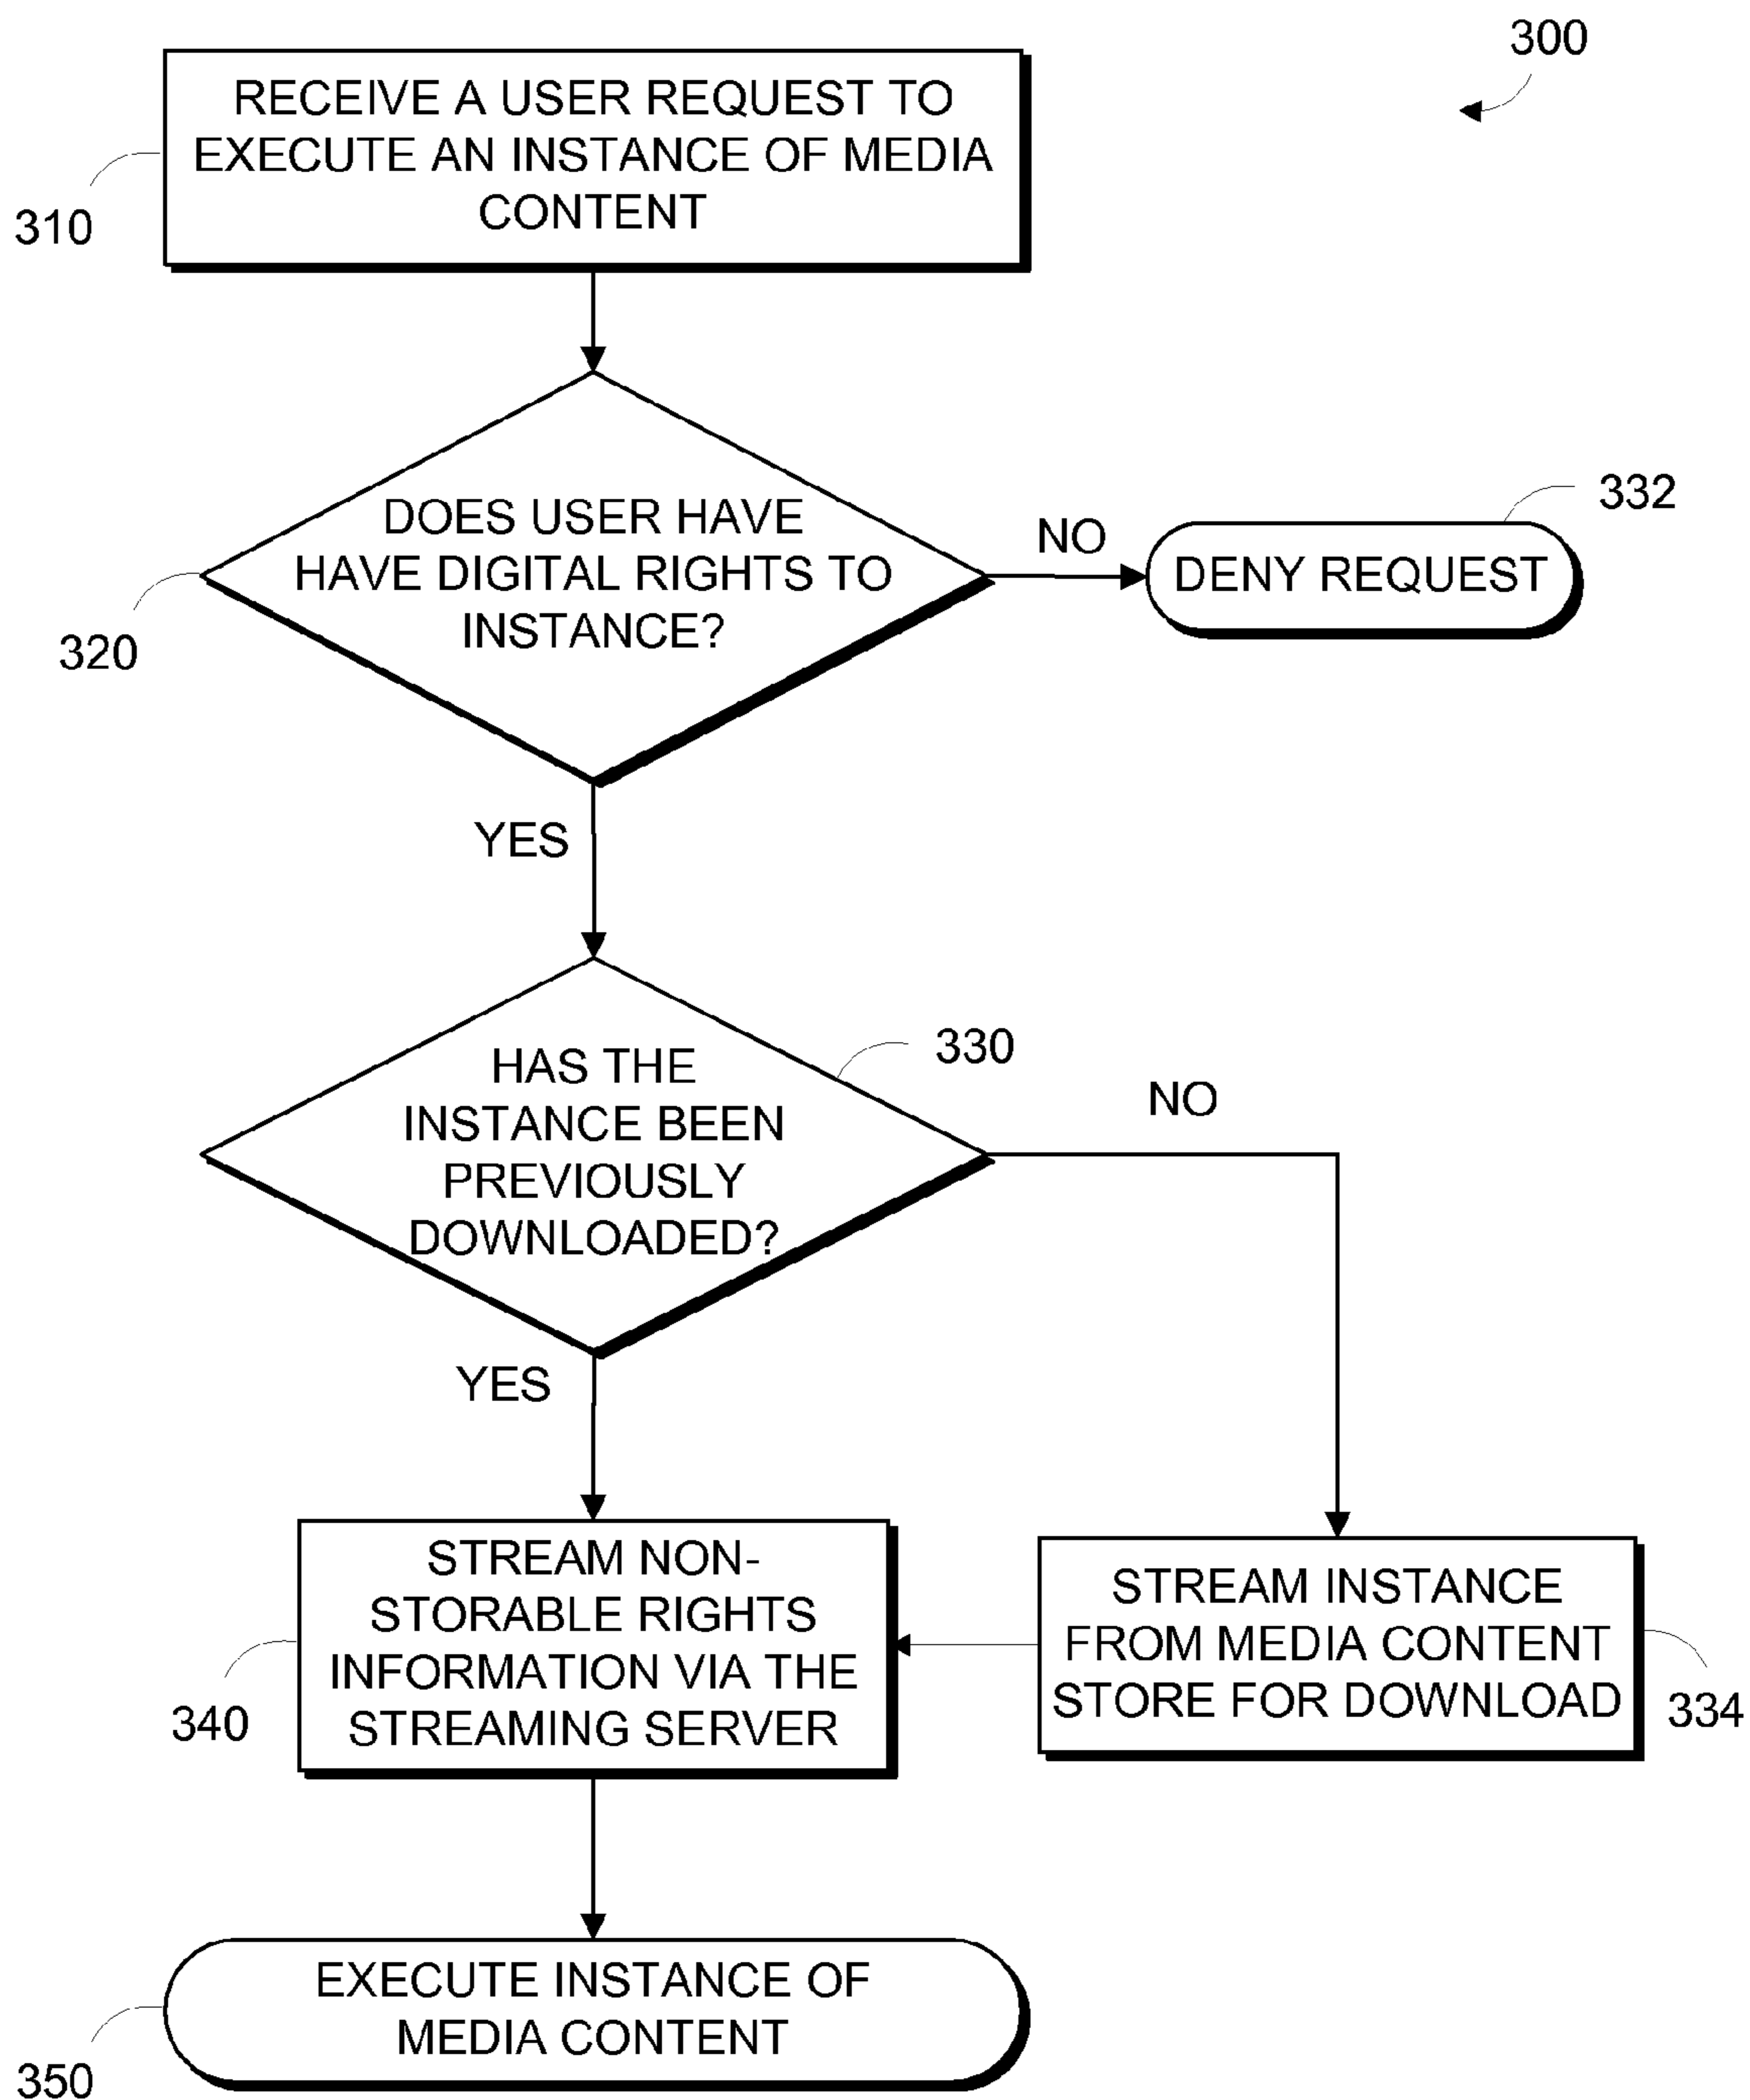 300
RECEIVE A USER REQUEST TO
EXECUTE AN INSTANCE OF MEDIA
CONTENT
310
DOES USER HAVE
HAVE DIGITAL RIGHTS TO
INSTANCE?
320
NO
332
DENY REQUEST
YES
HAS THE
INSTANCE BEEN
PREVIOUSLY
DOWNLOADED?
330
NO
YES
STREAM NON-
STORABLE RIGHTS
INFORMATION VIA THE
STREAMING SERVER
340
STREAM INSTANCE
FROM MEDIA CONTENT
STORE FOR DOWNLOAD
334
EXECUTE INSTANCE OF
MEDIA CONTENT
350